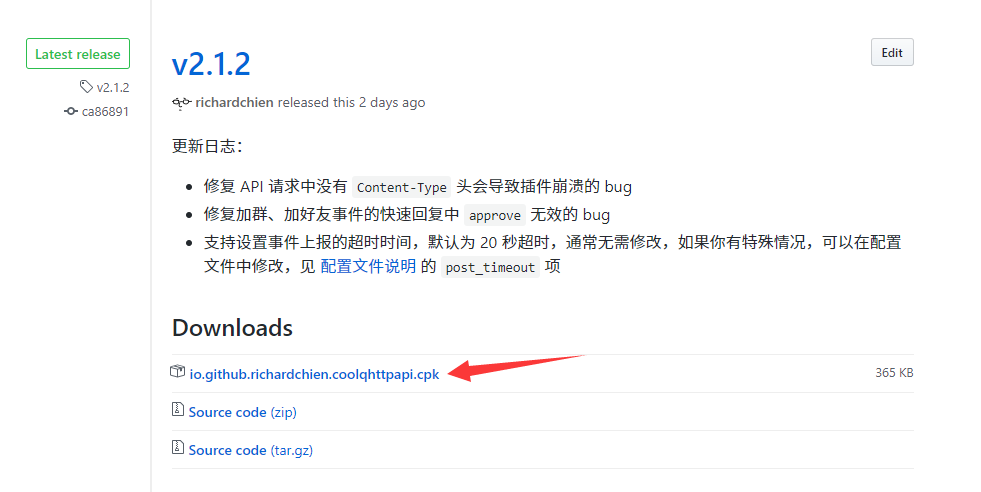 Latest release
v2.1.2
ca86891
v2.1.2
Edit
richardchien released this 2 days ago
更新日志：
修复 API 请求中没有 Content-Type 头会导致插件崩溃的 bug
修复加群、加好友事件的快速回复中 approve 无效的 bug
支持设置事件上报的超时时间，默认为 20 秒超时，通常无需修改，如果你有特殊情况，可以在配置
文件中修改，见 配置文件说明 的 post_timeout 项
Downloads
io.github.richardchien.coolqhttpapi.cpk
365 KB
Source code (zip)
Source code (tar.gz)